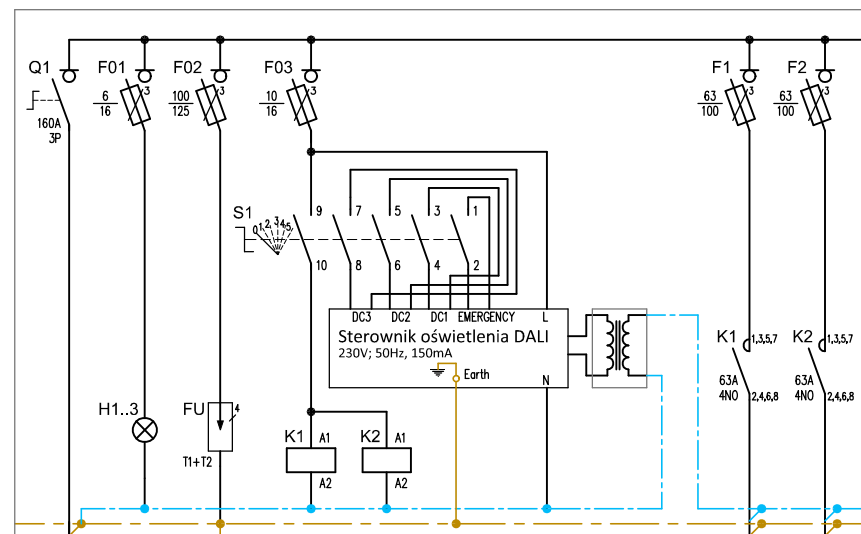 Q1
F01
F02
F03
F1
F2
3
3
3
3
3
6
16
100
125
10
16
63
100
63
100
160A
3P
S1
0 1, 2, 3 4, 5
9
7
5
3
1
10
8
6
4
2
DC3
DC2
DC1
EMERGENCY
L
Sterownik oświetlenia DALI
230V; 50Hz, 150mA
Earth
N
K1
1,3,5,7
K2
1,3,5,7
63A
4NO
2,4,6,8
63A
4NO
2,4,6,8
H1..3
FU
4
T1+T2
K1
A1
A2
K2
A1
A2